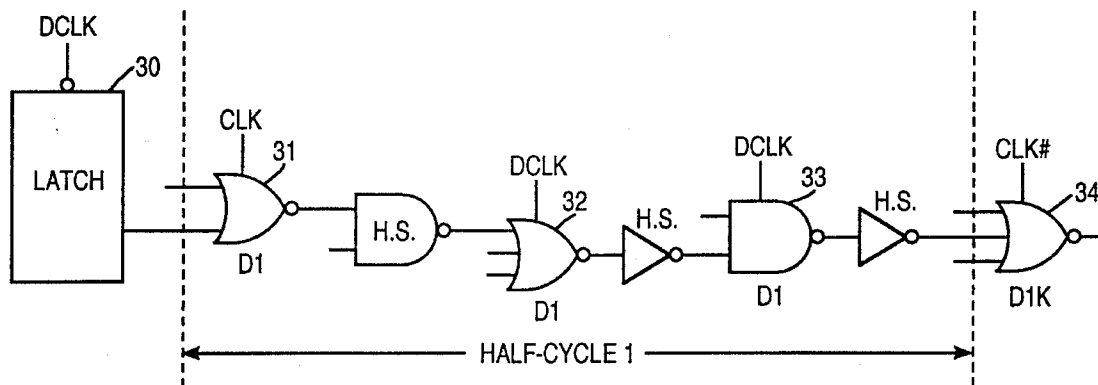 DCLK
30
LATCH
CLK
31
D1
H.S.
DCLK
32
D1
H.S.
DCLK
33
D1
H.S.
CLK#
34
D1K
HALF-CYCLE 1